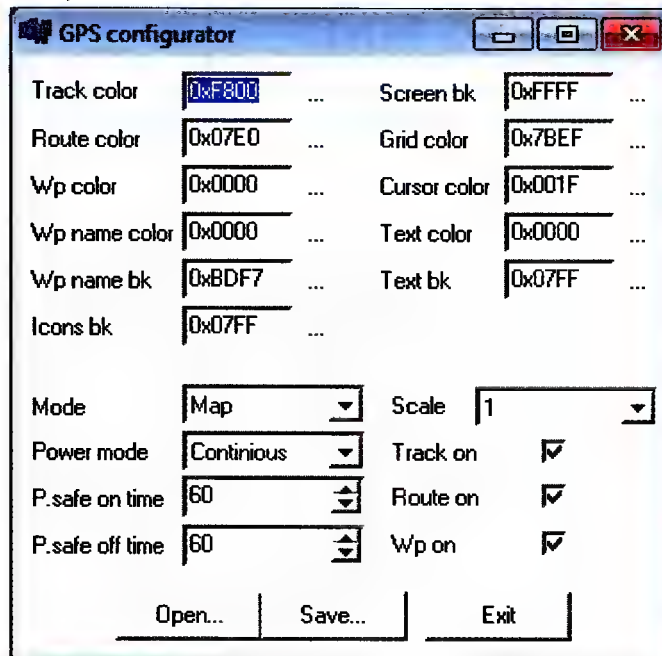 GPS configurator
Track color 0xF800 ... Screen bk 0xFFFF ...
Route color 0x07E0 ... Grid color 0x7BEF ...
Wp color 0x0000 ... Cursor color 0x001F ...
Wp name color 0x0000 ... Text color 0x0000 ...
Wp name bk 0xBDF7 ... Text bk 0x07FF ...
Icons bk 0x07FF ...
Mode Map Scale 1
Power mode Continious Track on
P.safe on time 60 Route on
P.safe off time 60 Wp on
Open... Save... Exit